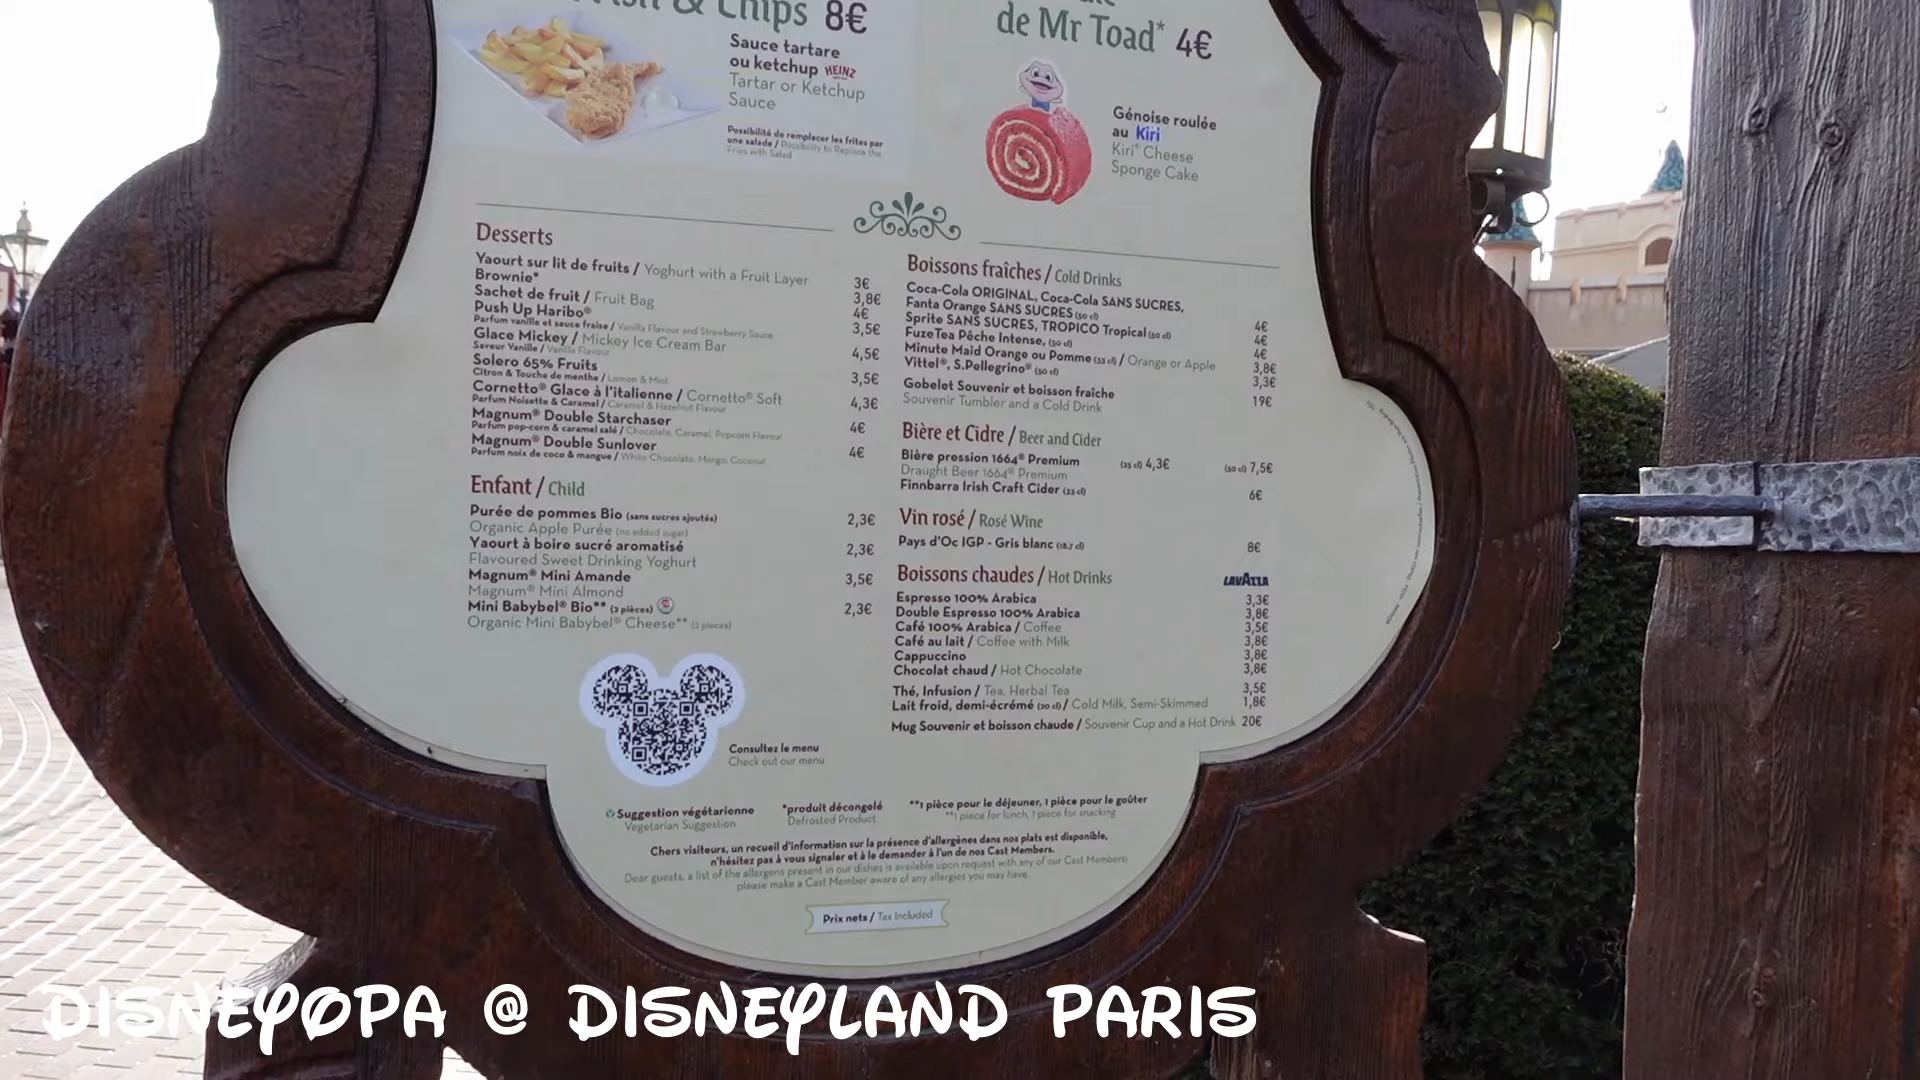 & Chips 8€
Sauce tartare
ou ketchup HEINZ
Tartar or Ketchup
Sauce
Possibilité de remplacer les frites par
une salade / Possibility to Replace the
Fries with Salad
de Mr Toad* 4€
Génoise roulée
au Kiri
Kiri® Cheese
Sponge Cake
Desserts
Yaourt sur lit de fruits / Yoghurt with a Fruit Layer 3€
Brownie* 3,8€
Sachet de fruit / Fruit Bag 4€
Push Up Haribo® 3,5€
Parfum vanille et sauce fraise / Vanilla Flavour and Strawberry Sauce
Glace Mickey / Mickey Ice Cream Bar 4,5€
Saveur Vanille / Vanilla Flavour
Solero 65% Fruits 3,5€
Citron & Touche de menthe / Lemon & Mint
Cornetto® Glace à l'italienne / Cornetto® Soft 4,3€
Parfum Noisette & Caramel / Caramel & Hazelnut Flavour
Magnum® Double Starchaser 4€
Parfum pop-corn & caramel salé / Chocolate, Caramel, Popcorn Flavour
Magnum® Double Sunlover 4€
Parfum noix de coco & mangue / White Chocolate, Mango, Coconut
Enfant / Child
Purée de pommes Bio (sans sucres ajoutés) 2,3€
Organic Apple Purée (no added sugar)
Yaourt à boire sucré aromatisé 2,3€
Flavoured Sweet Drinking Yoghurt
Magnum® Mini Amande 3,5€
Magnum® Mini Almond
Mini Babybel® Bio** (2 pièces) 2,3€
Organic Mini Babybel® Cheese** (2 pieces)
Consultez le menu
Check out our menu
Boissons fraîches / Cold Drinks
Coca-Cola ORIGINAL, Coca-Cola SANS SUCRES,
Fanta Orange SANS SUCRES (50 cl) 4€
Sprite SANS SUCRES, TROPICO Tropical (50 cl) 4€
FuzeTea Pêche Intense, (50 cl) 4€
Minute Maid Orange ou Pomme (33 cl) / Orange or Apple 3,8€
Vittel®, S.Pellegrino® (50 cl) 3,3€
Gobelet Souvenir et boisson fraîche 19€
Souvenir Tumbler and a Cold Drink
Bière et Cidre / Beer and Cider
Bière pression 1664® Premium (25 cl) 4,3€ (50 cl) 7,5€
Draught Beer 1664® Premium
Finnbarra Irish Craft Cider (33 cl) 6€
Vin rosé / Rosé Wine
Pays d'Oc IGP - Gris blanc (18.7 cl) 8€
Boissons chaudes / Hot Drinks LAVAZZA
Espresso 100% Arabica 3,3€
Double Espresso 100% Arabica 3,8€
Café 100% Arabica / Coffee 3,5€
Café au lait / Coffee with Milk 3,8€
Cappuccino 3,8€
Chocolat chaud / Hot Chocolate 3,8€
Thé, Infusion / Tea, Herbal Tea 3,5€
Lait froid, demi-écrémé (20 cl) / Cold Milk, Semi-Skimmed 1,8€
Mug Souvenir et boisson chaude / Souvenir Cup and a Hot Drink 20€
Suggestion végétarienne
Vegetarian Suggestion
*produit décongelé
Defrosted Product
**1 pièce pour le déjeuner, 1 pièce pour le goûter
**1 piece for lunch, 1 piece for snacking
Chers visiteurs, un recueil d'information sur la présence d'allergènes dans nos plats est disponible,
n'hésitez pas à vous signaler et à le demander à l'un de nos Cast Members.
Dear guests, a list of the allergens present in our dishes is available upon request with any of our Cast Members;
please make a Cast Member aware of any allergies you may have.
Prix nets / Tax Included
DISNEYOPA @ DISNEYLAND PARIS